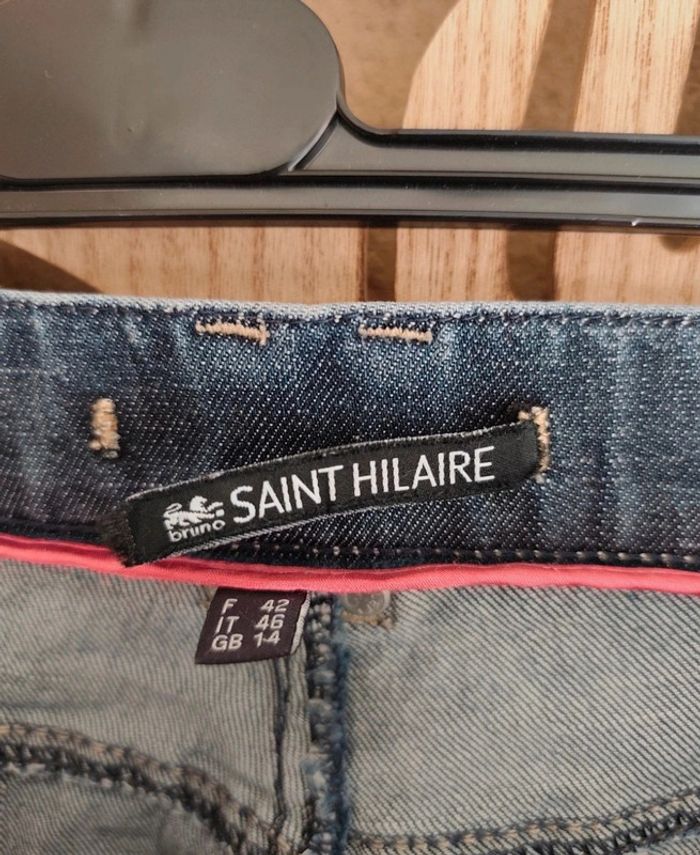 bruno SAINT HILAIRE
F 42
IT 46
GB 14